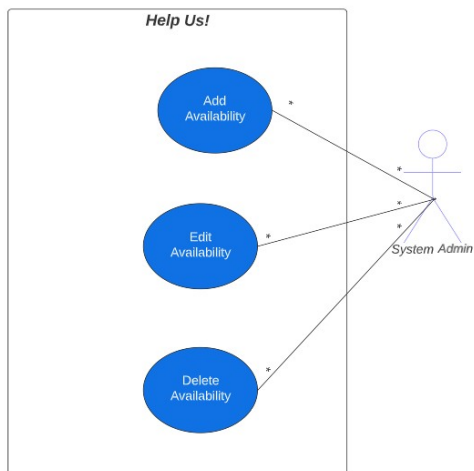 Help Us!
Add
Availability
*
*
Edit
Availability
*
*
*
System Admin
Delete
Availability
*